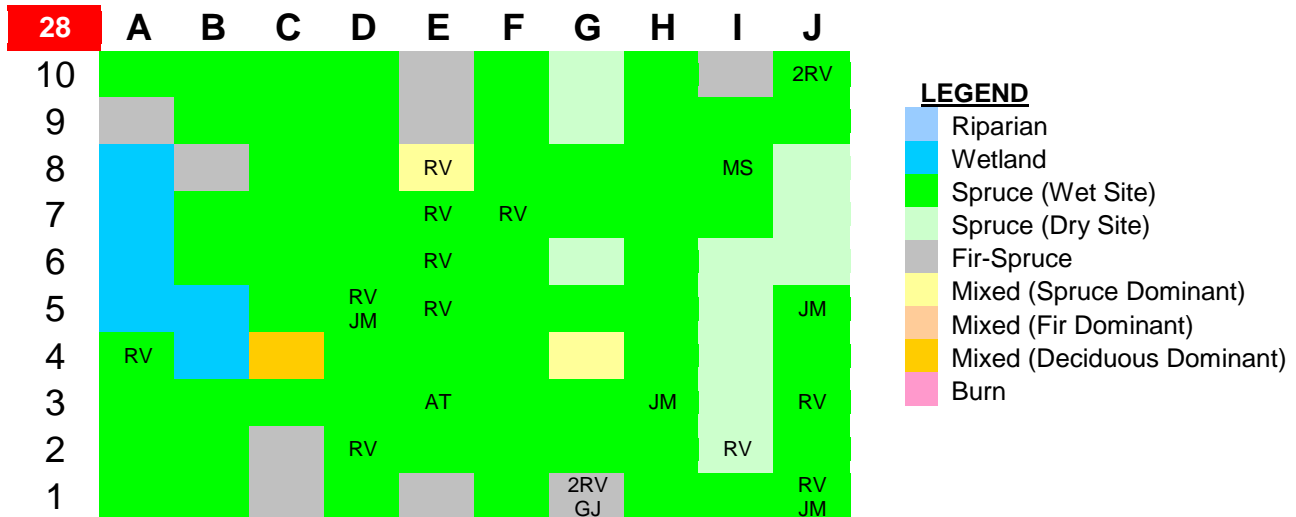 28 A B C D E F G H I J
10 2RV
9
8 RV MS
7 RV RV
6 RV
5 RV JM RV JM
4 RV
3 AT JM RV
2 RV RV
1 2RV GJ RV JM
LEGEND
Riparian
Wetland
Spruce (Wet Site)
Spruce (Dry Site)
Fir-Spruce
Mixed (Spruce Dominant)
Mixed (Fir Dominant)
Mixed (Deciduous Dominant)
Burn